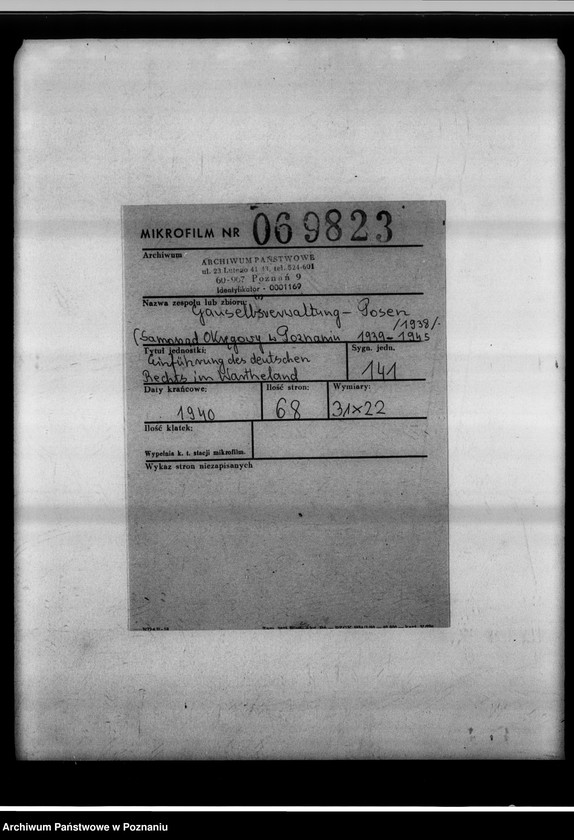 MIKROFILM NR 069823
Archiwum
ARCHIWUM PAŃSTWOWE
ul. 23 Lutego 41/43, tel. 524-601
60-967 Poznań 9
Identyfikator - 0001169
Nazwa zespołu lub zbioru:
Gauselbstverwaltung - Posen
/1938/-
(Samorząd Okręgowy w Poznaniu 1939-1945
Tytuł jednostki:
Sygn. jedn.
Einführung des deutschen
Rechts im Wartheland
141
Daty krańcowe:
Ilość stron:
Wymiary:
1940
68
31x22
Ilość klatek:
Wypełnia k. t. stacji mikrofilm.
Wykaz stron niezapisanych
Archiwum Państwowe w Poznaniu